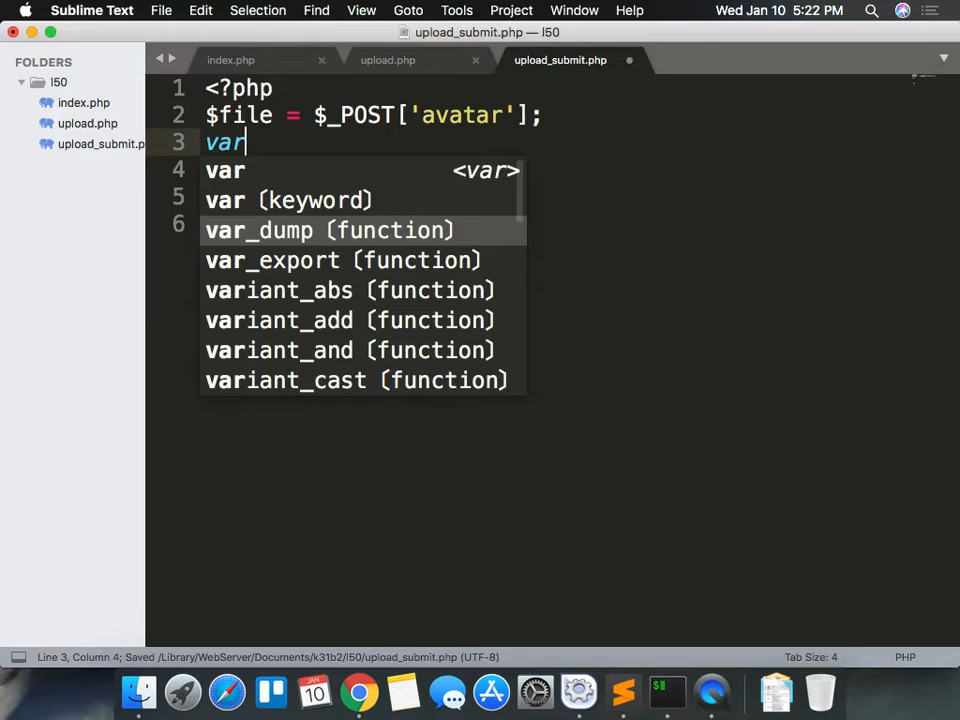 Sublime Text File Edit Selection Find View Goto Tools Project Window Help Wed Jan 10 5:22 PM
upload_submit.php — l50
FOLDERS
l50
index.php
upload.php
upload_submit.p
index.php × upload.php × upload_submit.php
1 <?php
2 $file = $_POST['avatar'];
3 var
4
5
6
var <var>
var (keyword)
var_dump (function)
var_export (function)
variant_abs (function)
variant_add (function)
variant_and (function)
variant_cast (function)
Line 3, Column 4; Saved /Library/WebServer/Documents/k31b2/l50/upload_submit.php (UTF-8) Tab Size: 4 PHP
JAN
10
$